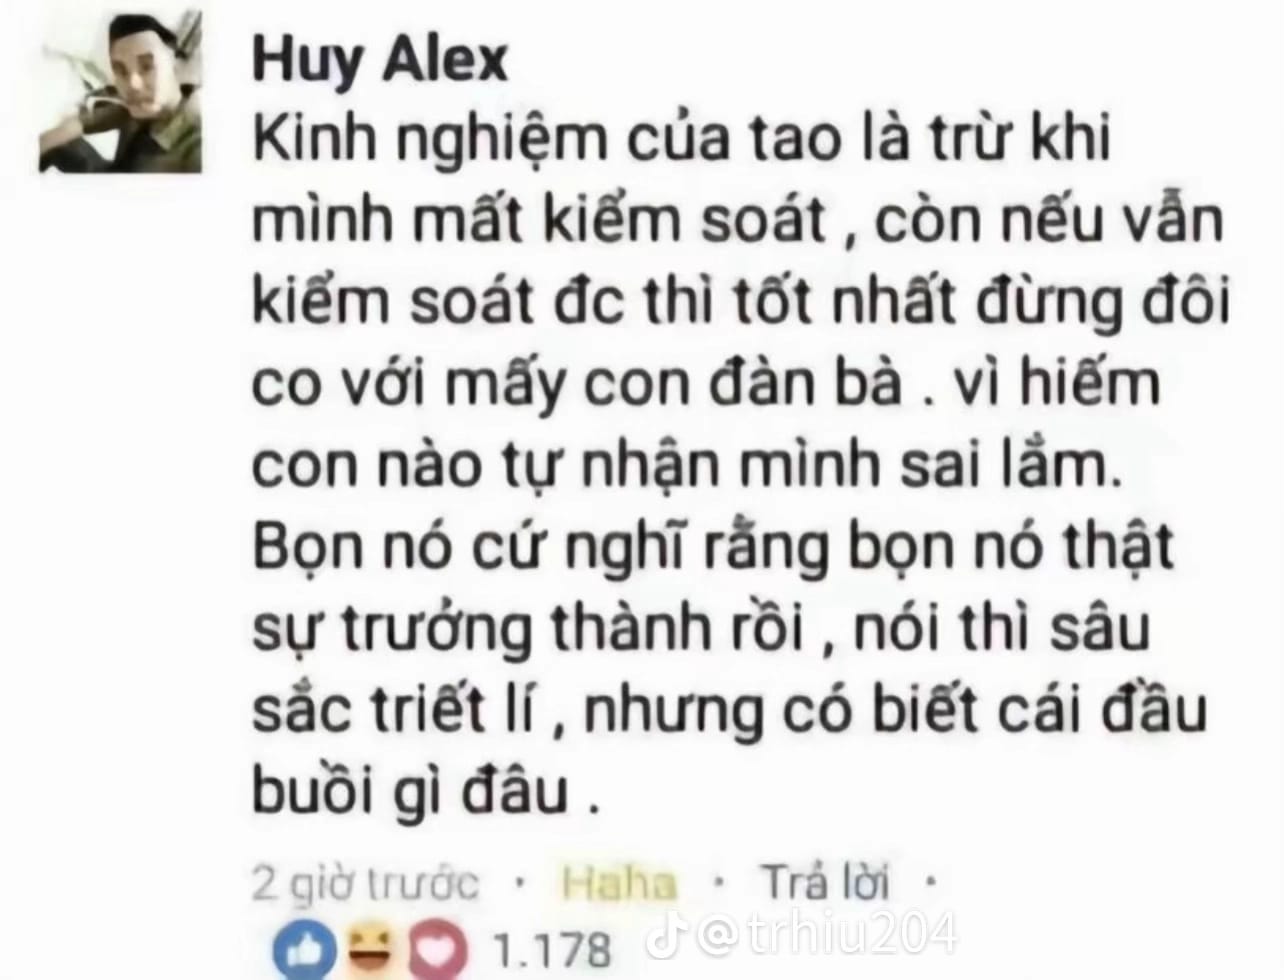 Huy Alex
Kinh nghiệm của tao là trừ khi
mình mất kiểm soát , còn nếu vẫn
kiểm soát đc thì tốt nhất đừng đôi
co với mấy con đàn bà . vì hiếm
con nào tự nhận mình sai lắm.
Bọn nó cứ nghĩ rằng bọn nó thật
sự trưởng thành rồi , nói thì sâu
sắc triết lí , nhưng có biết cái đầu
buồi gì đâu .
2 giờ trước · Haha · Trả lời ·
1.178
@trhiu204